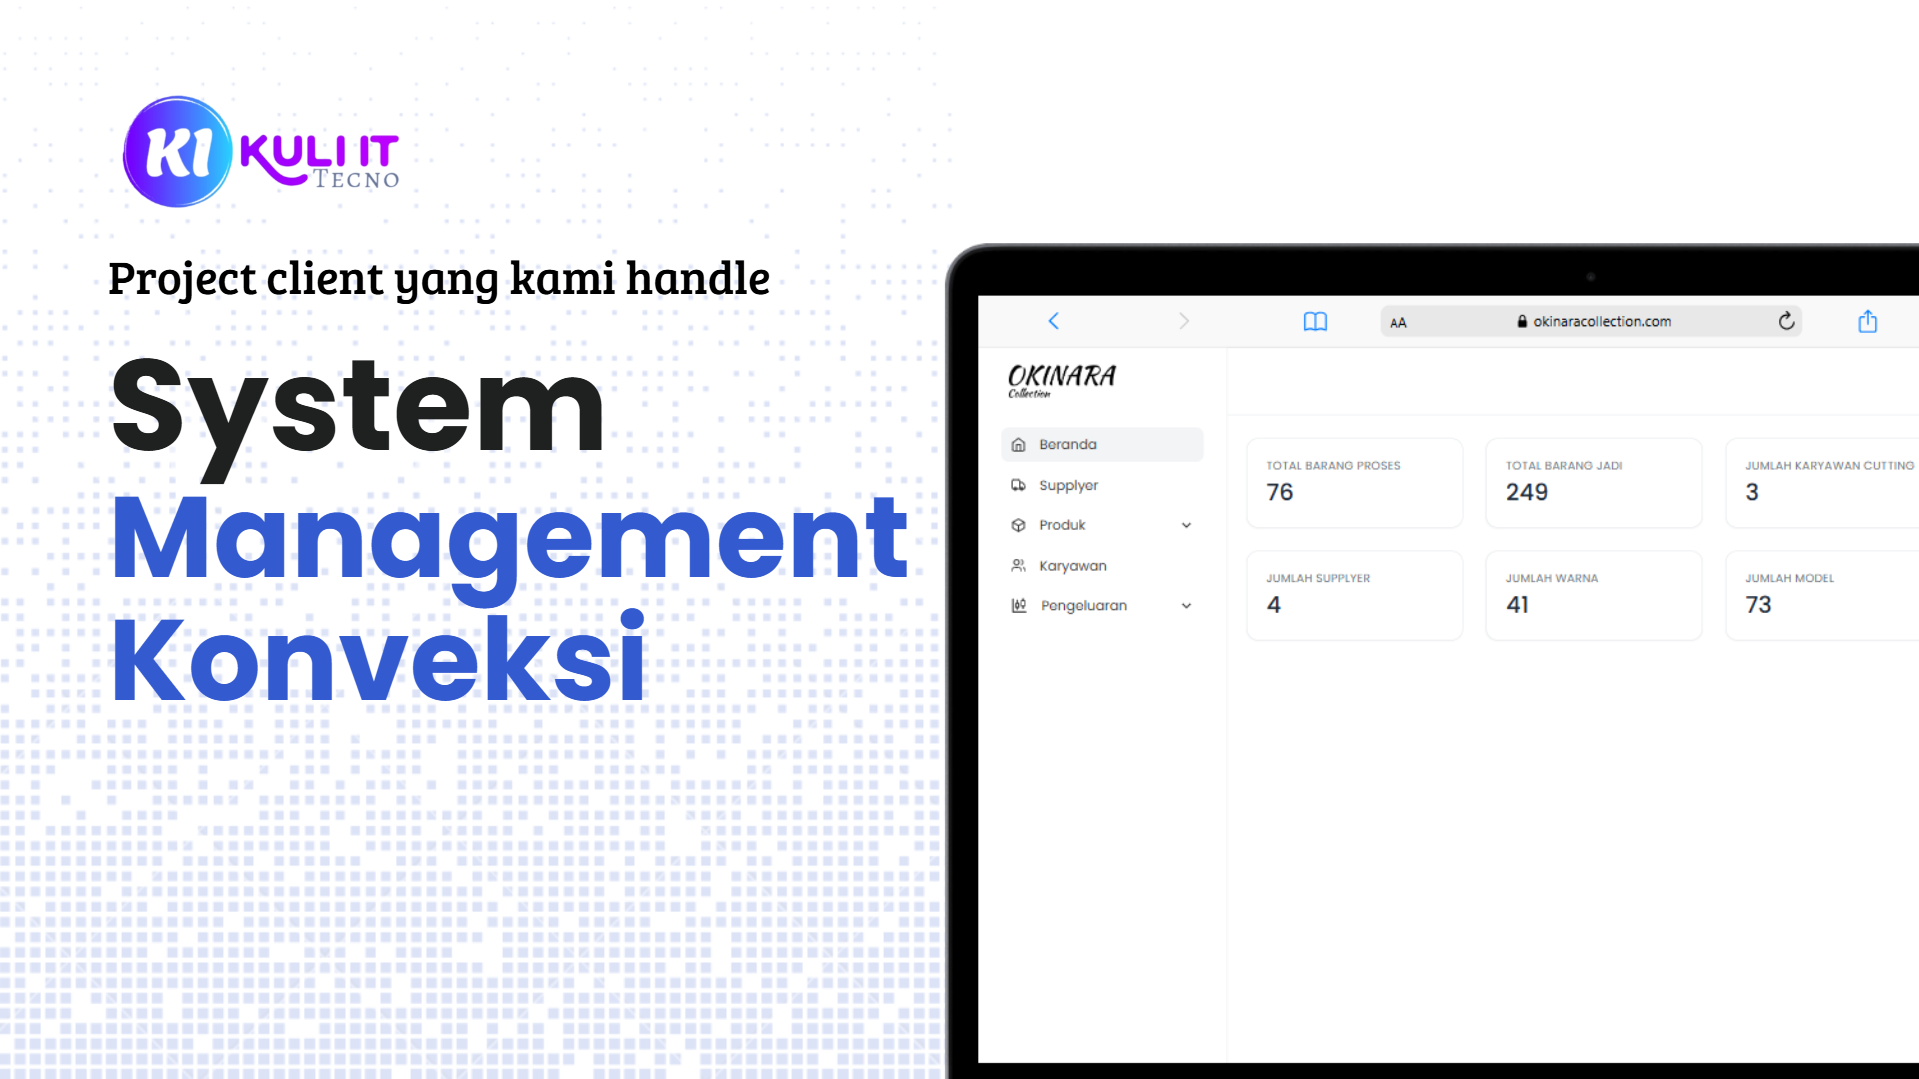 KI KULI IT
TECNO
Project client yang kami handle
System
Management
Konveksi
AA okinaracollection.com
OKINARA
Collection
Beranda
Supplyer
Produk
Karyawan
Pengeluaran
TOTAL BARANG PROSES
76
TOTAL BARANG JADI
249
JUMLAH KARYAWAN CUTTING
3
JUMLAH SUPPLYER
4
JUMLAH WARNA
41
JUMLAH MODEL
73